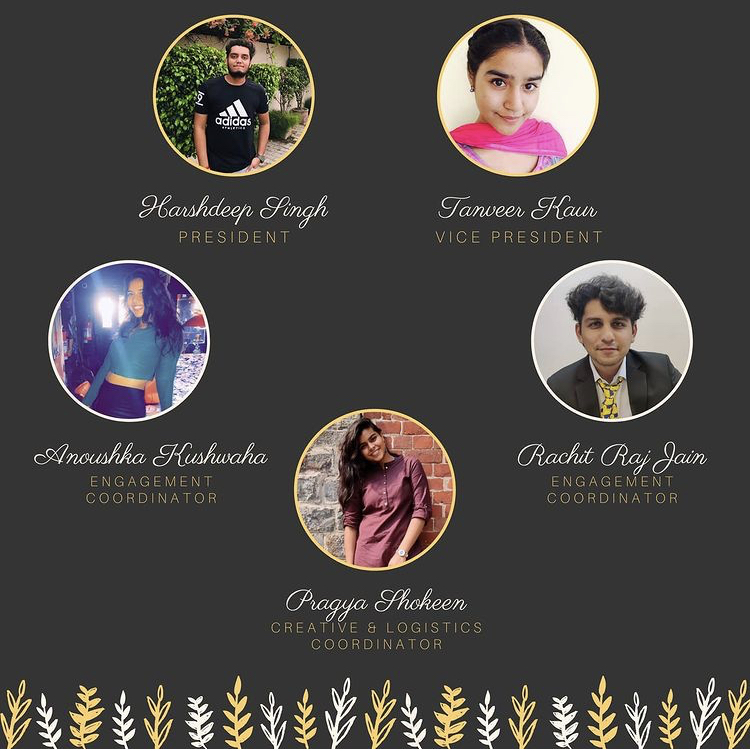 adidas
ATHLETICS
Harshdeep Singh
PRESIDENT
Tanveer Kaur
VICE PRESIDENT
Anoushka Kushwaha
ENGAGEMENT
COORDINATOR
Rachit Raj Jain
ENGAGEMENT
COORDINATOR
Pragya Shokeen
CREATIVE & LOGISTICS
COORDINATOR